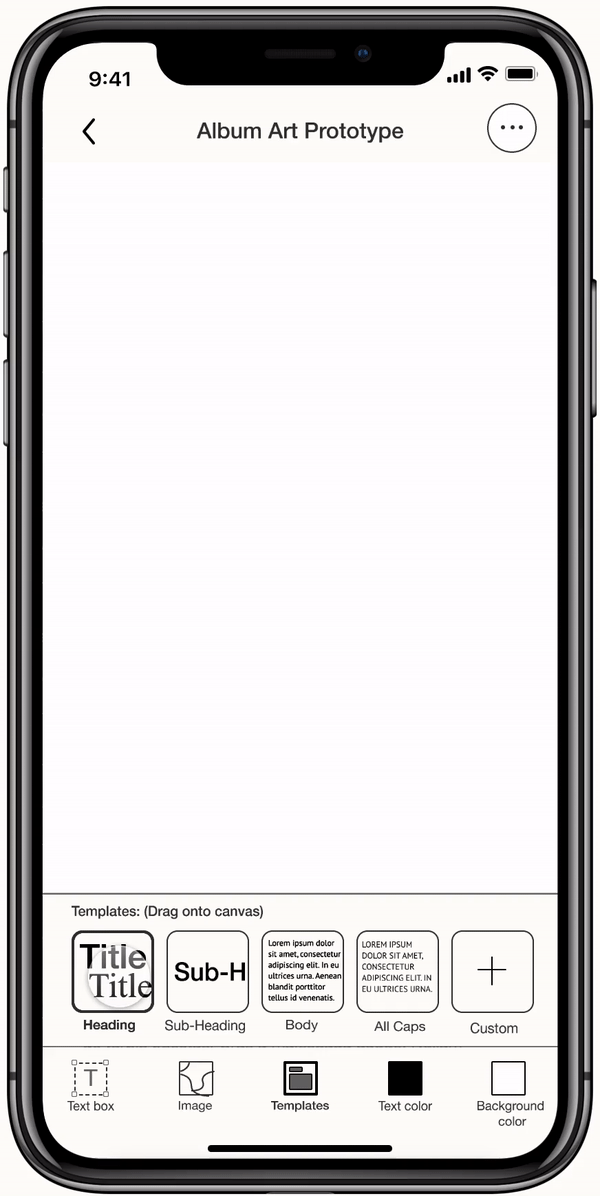 9:41
Album Art Prototype
Templates: (Drag onto canvas)
Title
Title
Sub-H
Lorem ipsum dolor
sit amet, consectetur
adipiscing elit. In eu
ultrices urna. Aenean
blandit porttitor
tellus id venenatis.
LOREM IPSUM
DOLOR SIT AMET,
CONSECTETUR
ADIPISCING ELIT. IN
EU ULTRICES URNA.
Heading
Sub-Heading
Body
All Caps
Custom
T
Text box
Image
Templates
Text color
Background
color